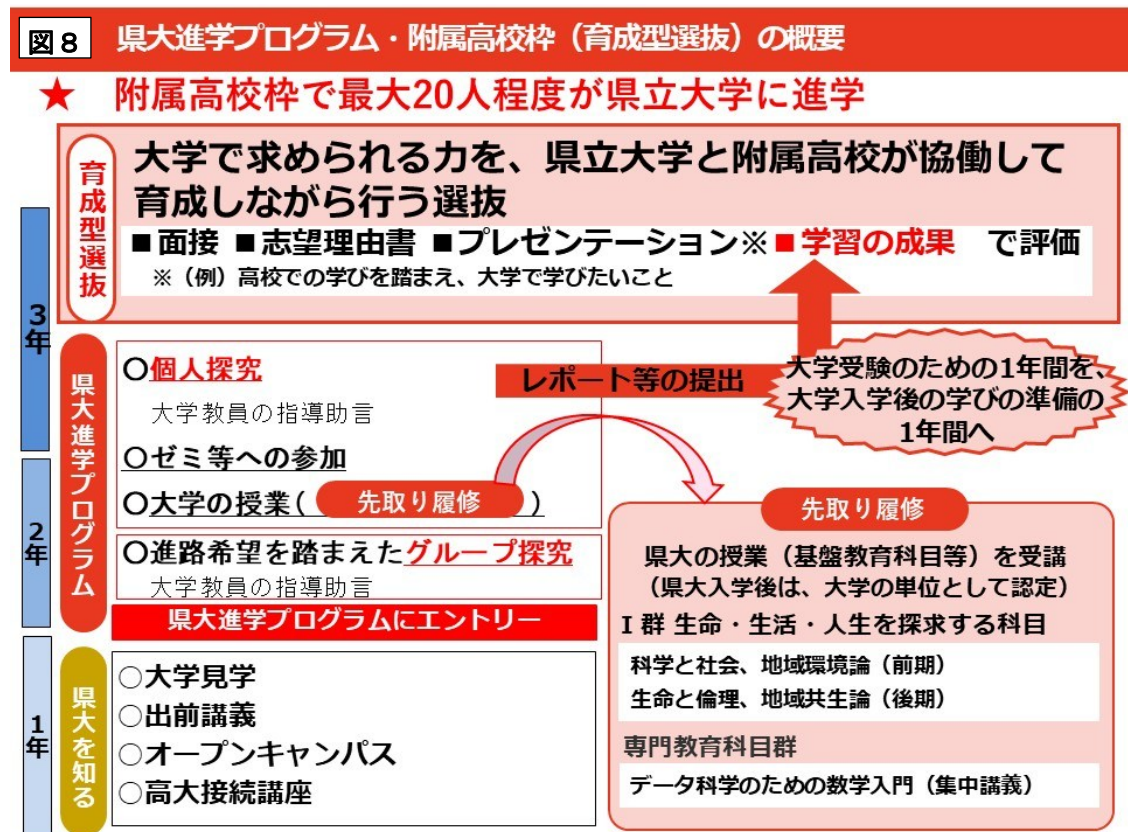 図8
県大進学プログラム・附属高校枠（育成型選抜）の概要
★ 附属高校枠で最大20人程度が県立大学に進学
育成型選抜
大学で求められる力を、県立大学と附属高校が協働して
育成しながら行う選抜
■面接 ■志望理由書 ■プレゼンテーション※■学習の成果 で評価
※（例）高校での学びを踏まえ、大学で学びたいこと
3年
県大進学プログラム
〇個人探究
大学教員の指導助言
〇ゼミ等への参加
〇大学の授業( 先取り履修 )
レポート等の提出
大学受験のための1年間を、
大学入学後の学びの準備の
1年間へ
2年
〇進路希望を踏まえたグループ探究
大学教員の指導助言
県大進学プログラムにエントリー
先取り履修
県大の授業（基盤教育科目等）を受講
（県大入学後は、大学の単位として認定）
Ⅰ群 生命・生活・人生を探求する科目
科学と社会、地域環境論（前期）
生命と倫理、地域共生論（後期）
専門教育科目群
データ科学のための数学入門（集中講義）
1年
県大を知る
○大学見学
○出前講義
○オープンキャンパス
○高大接続講座